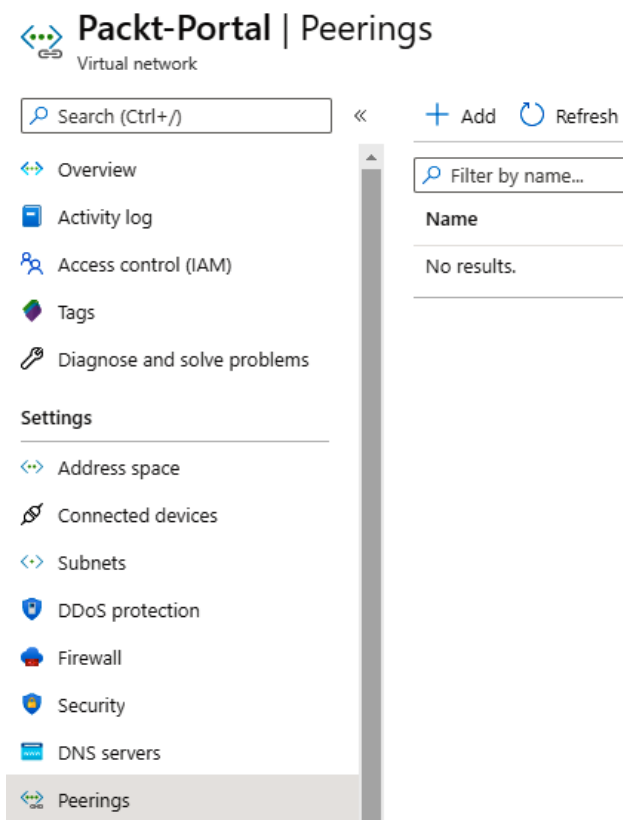 Packt-Portal | Peerings
Virtual network
Search (Ctrl+/)
«
Overview
Activity log
Access control (IAM)
Tags
Diagnose and solve problems
Settings
Address space
Connected devices
Subnets
DDoS protection
Firewall
Security
DNS servers
Peerings
Add
Refresh
Filter by name...
Name
No results.